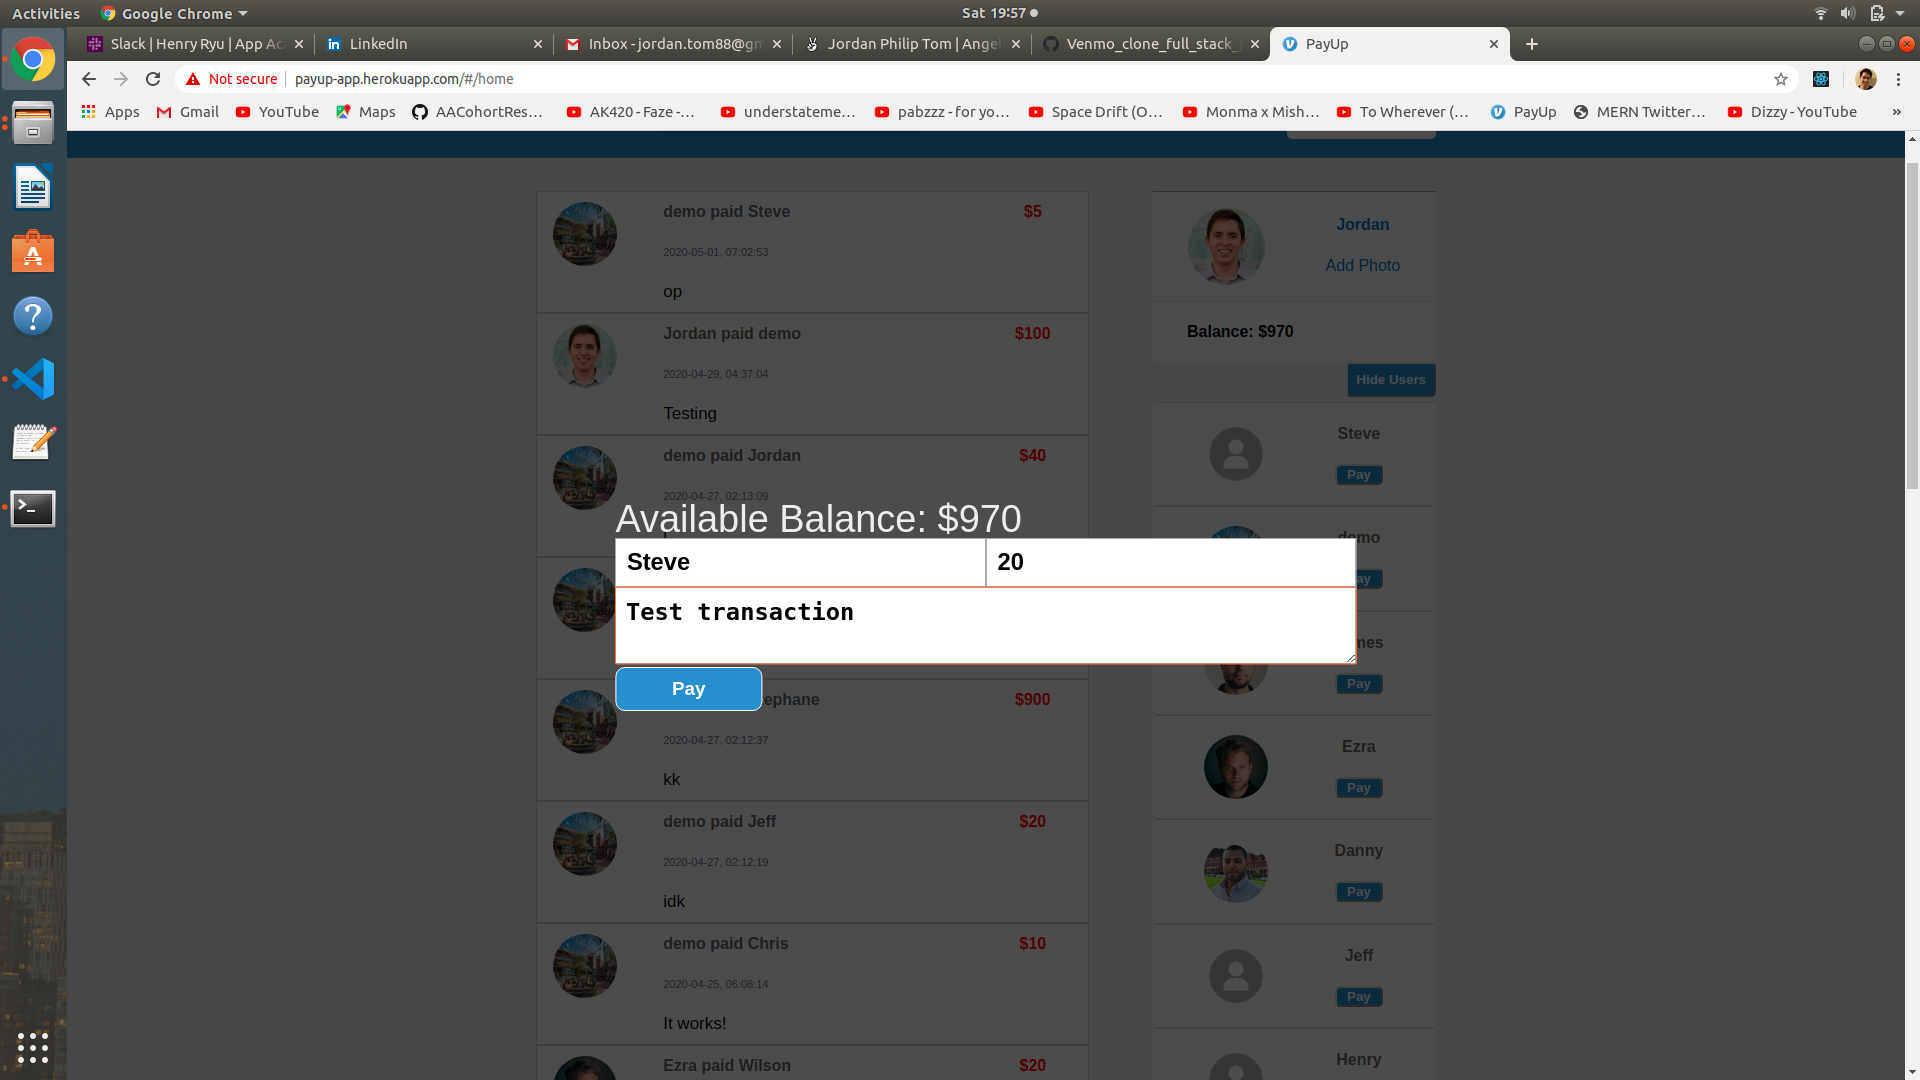 Activities
Google Chrome
Sat 19:57
Slack | Henry Ryu | App Ac
LinkedIn
Inbox - jordan.tom88@gm
Jordan Philip Tom | Angel
Venmo_clone_full_stack_
PayUp
Not secure
payup-app.herokuapp.com/#/home
Apps
Gmail
YouTube
Maps
AACohortRes…
AK420 - Faze -…
understateme…
pabzzz - for yo…
Space Drift (O…
Monma x Mish…
To Wherever (…
PayUp
MERN Twitter…
Dizzy - YouTube
»
demo paid Steve
$5
2020-05-01, 07:02:53
op
Jordan paid demo
$100
2020-04-29, 04:37:04
Testing
demo paid Jordan
$40
2020-04-27, 02:13:09
Available Balance: $970
Steve
20
Test transaction
Pay
ephane
$900
2020-04-27, 02:12:37
kk
demo paid Jeff
$20
2020-04-27, 02:12:19
idk
demo paid Chris
$10
2020-04-25, 06:08:14
It works!
Ezra paid Wilson
$20
Jordan
Add Photo
Balance: $970
Hide Users
Steve
Pay
demo
ay
mes
Pay
Ezra
Pay
Danny
Pay
Jeff
Pay
Henry